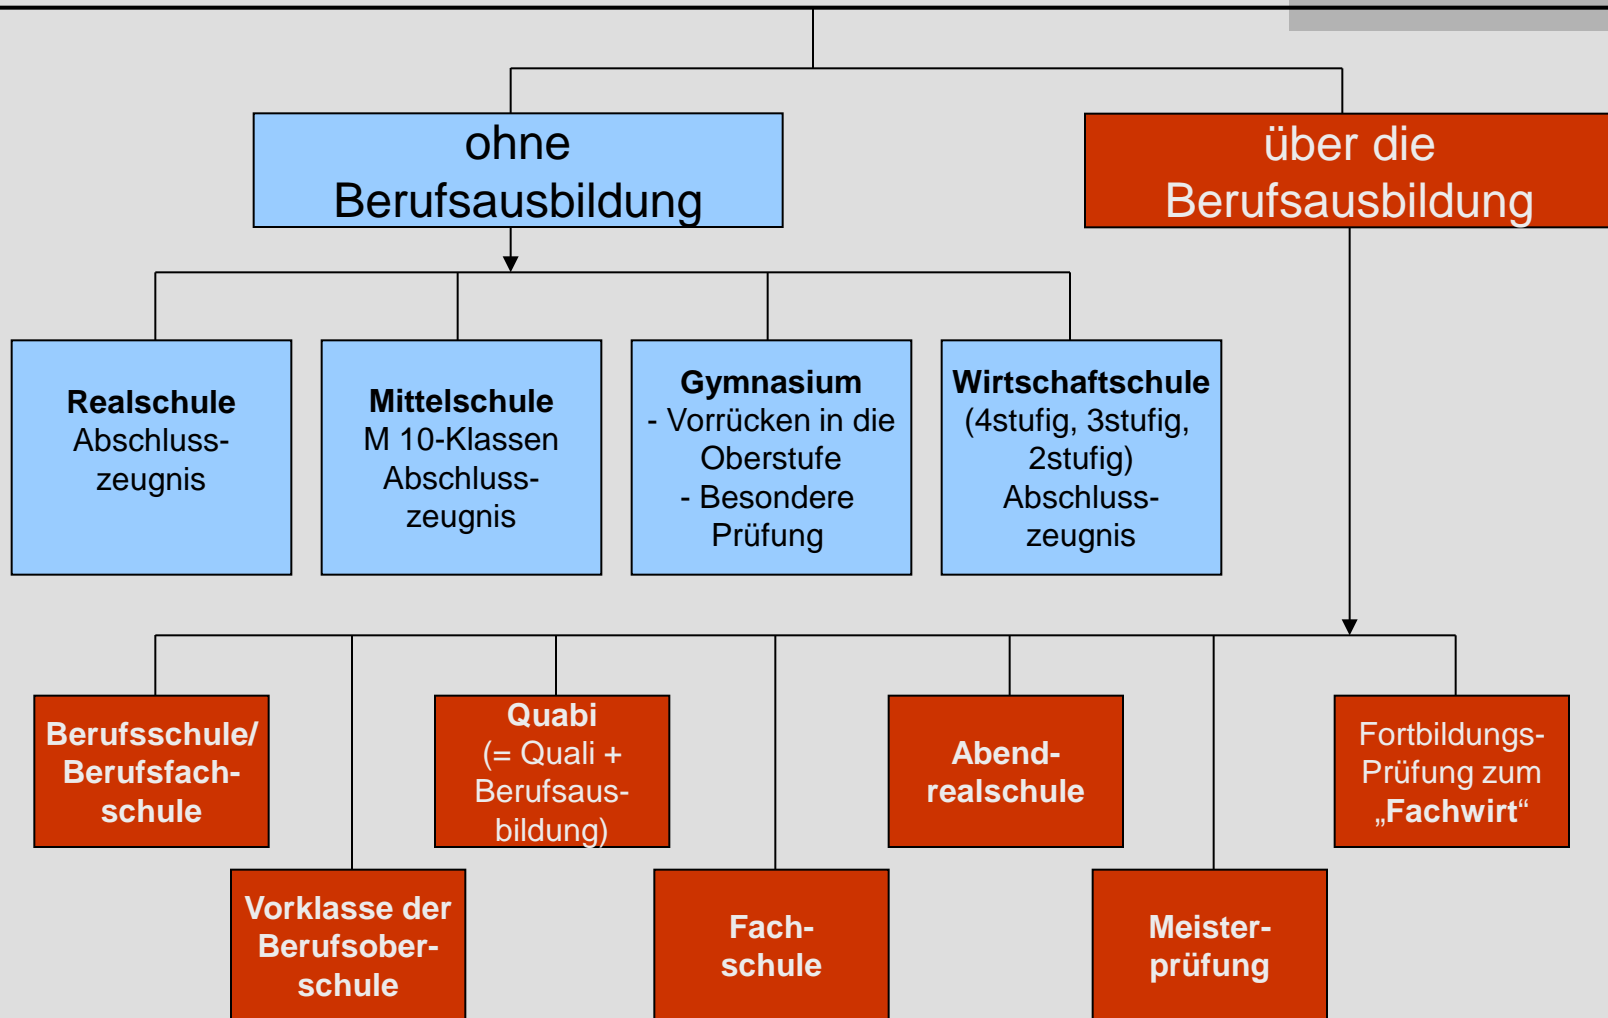 ohne
Berufsausbildung
über die
Berufsausbildung
Realschule
Abschluss-
zeugnis
Mittelschule
M 10-Klassen
Abschluss-
zeugnis
Gymnasium
- Vorrücken in die
Oberstufe
- Besondere
Prüfung
Wirtschaftschule
(4stufig, 3stufig,
2stufig)
Abschluss-
zeugnis
Berufsschule/
Berufsfach-
schule
Quabi
(= Quali +
Berufsaus-
bildung)
Abend-
realschule
Fortbildungs-
Prüfung zum
„Fachwirt“
Vorklasse der
Berufsober-
schule
Fach-
schule
Meister-
prüfung